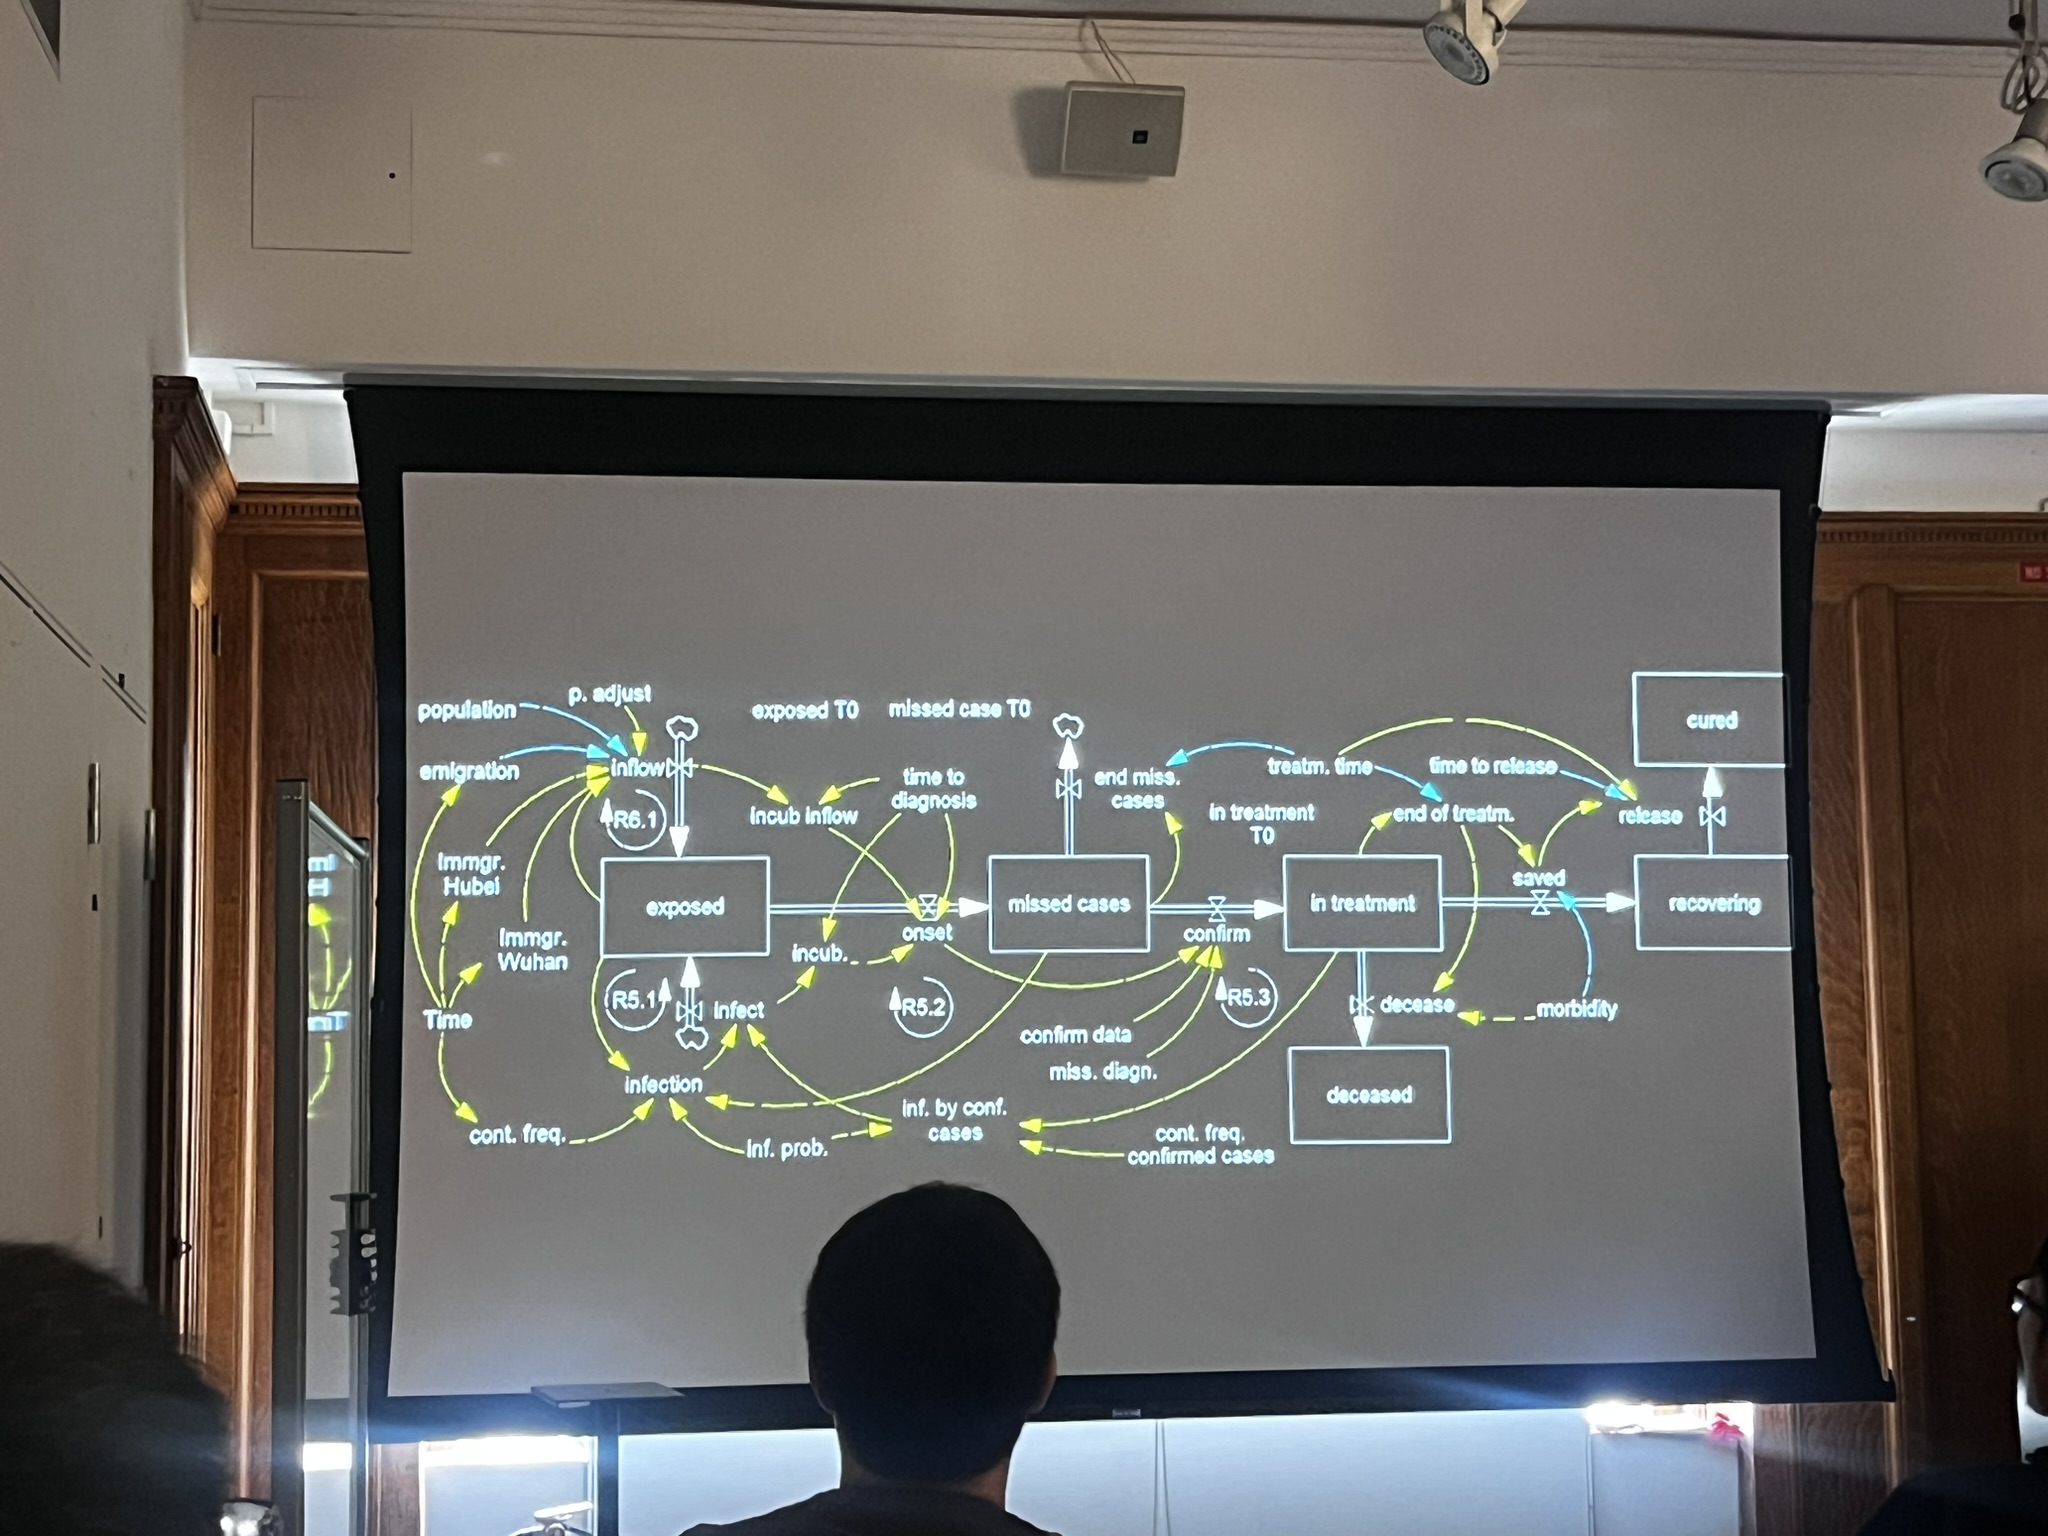 population
p. adjust
exposed T0
missed case T0
cured
emigration
inflow
time to
diagnosis
end miss.
cases
treatm. time
time to release
incub inflow
in treatment
T0
end of treatm.
release
R6.1
Immgr.
Hubei
exposed
missed cases
in treatment
saved
recovering
Immgr.
Wuhan
incub.
onset
confirm
Time
R5.1
infect
R5.2
R5.3
decease
morbidity
confirm data
miss. diagn.
infection
deceased
cont. freq.
inf. prob.
inf. by conf.
cases
cont. freq.
confirmed cases